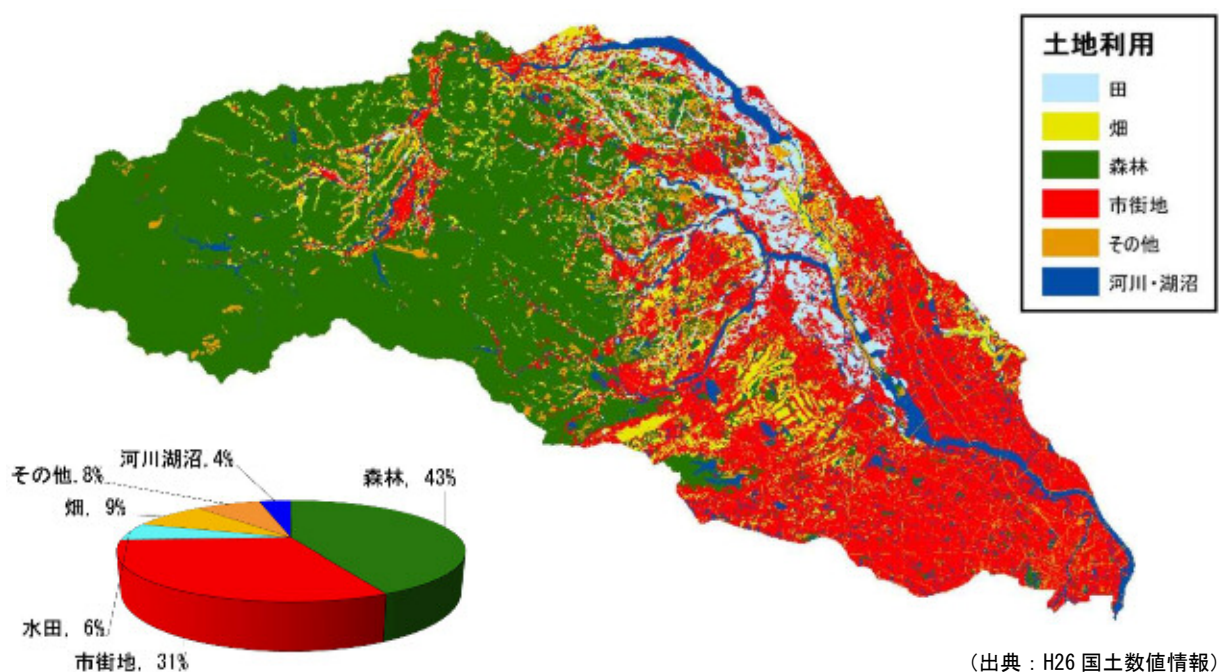 土地利用
田
畑
森林
市街地
その他
河川・湖沼
河川湖沼, 4%
その他, 8%
森林, 43%
畑, 9%
水田, 6%
市街地, 31%
(出典：H26 国土数値情報)